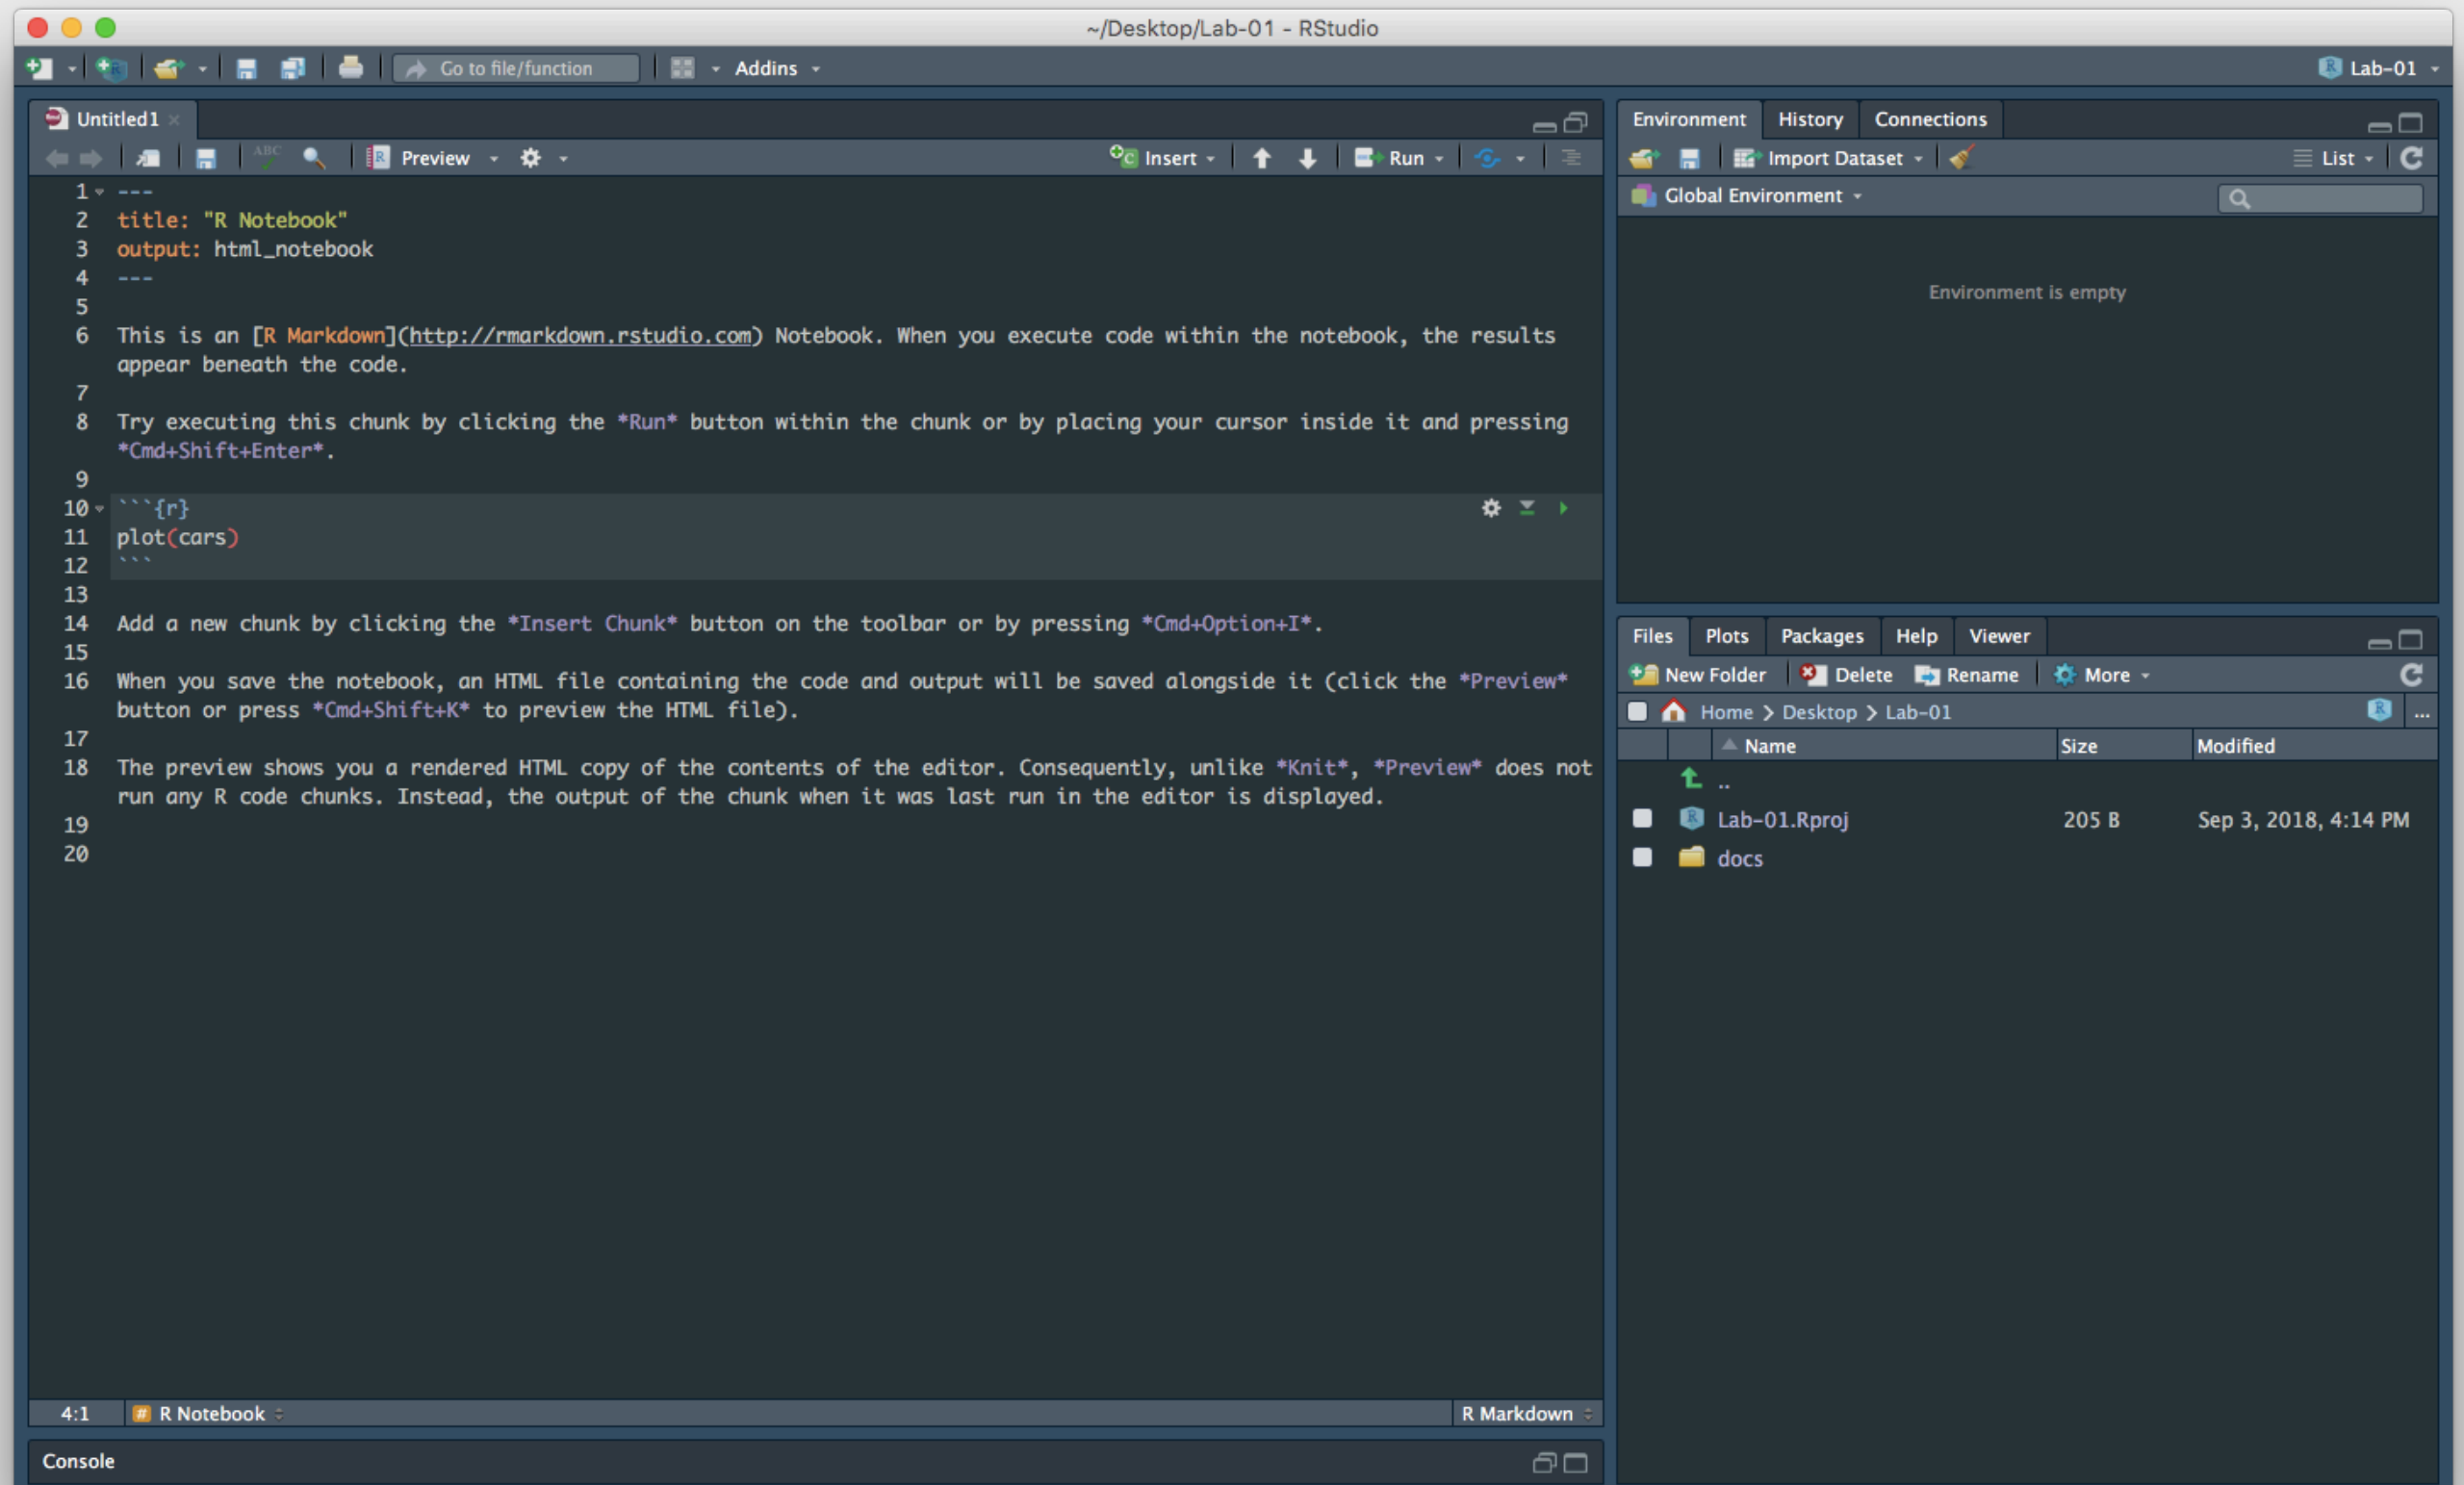 ~/Desktop/Lab-01 - RStudio
Go to file/function
Addins
Lab-01
Untitled1
ABC
Preview
Insert
Run
1 ---
2 title: "R Notebook"
3 output: html_notebook
4 ---
5
6 This is an [R Markdown](http://rmarkdown.rstudio.com) Notebook. When you execute code within the notebook, the results
appear beneath the code.
7
8 Try executing this chunk by clicking the *Run* button within the chunk or by placing your cursor inside it and pressing
*Cmd+Shift+Enter*.
9
10 ```{r}
11 plot(cars)
12 ```
13
14 Add a new chunk by clicking the *Insert Chunk* button on the toolbar or by pressing *Cmd+Option+I*.
15
16 When you save the notebook, an HTML file containing the code and output will be saved alongside it (click the *Preview*
button or press *Cmd+Shift+K* to preview the HTML file).
17
18 The preview shows you a rendered HTML copy of the contents of the editor. Consequently, unlike *Knit*, *Preview* does not
run any R code chunks. Instead, the output of the chunk when it was last run in the editor is displayed.
19
20
4:1 # R Notebook R Markdown
Console
Environment History Connections
Import Dataset List
Global Environment
Environment is empty
Files Plots Packages Help Viewer
New Folder Delete Rename More
Home > Desktop > Lab-01 R ...
Name Size Modified
..
Lab-01.Rproj 205 B Sep 3, 2018, 4:14 PM
docs